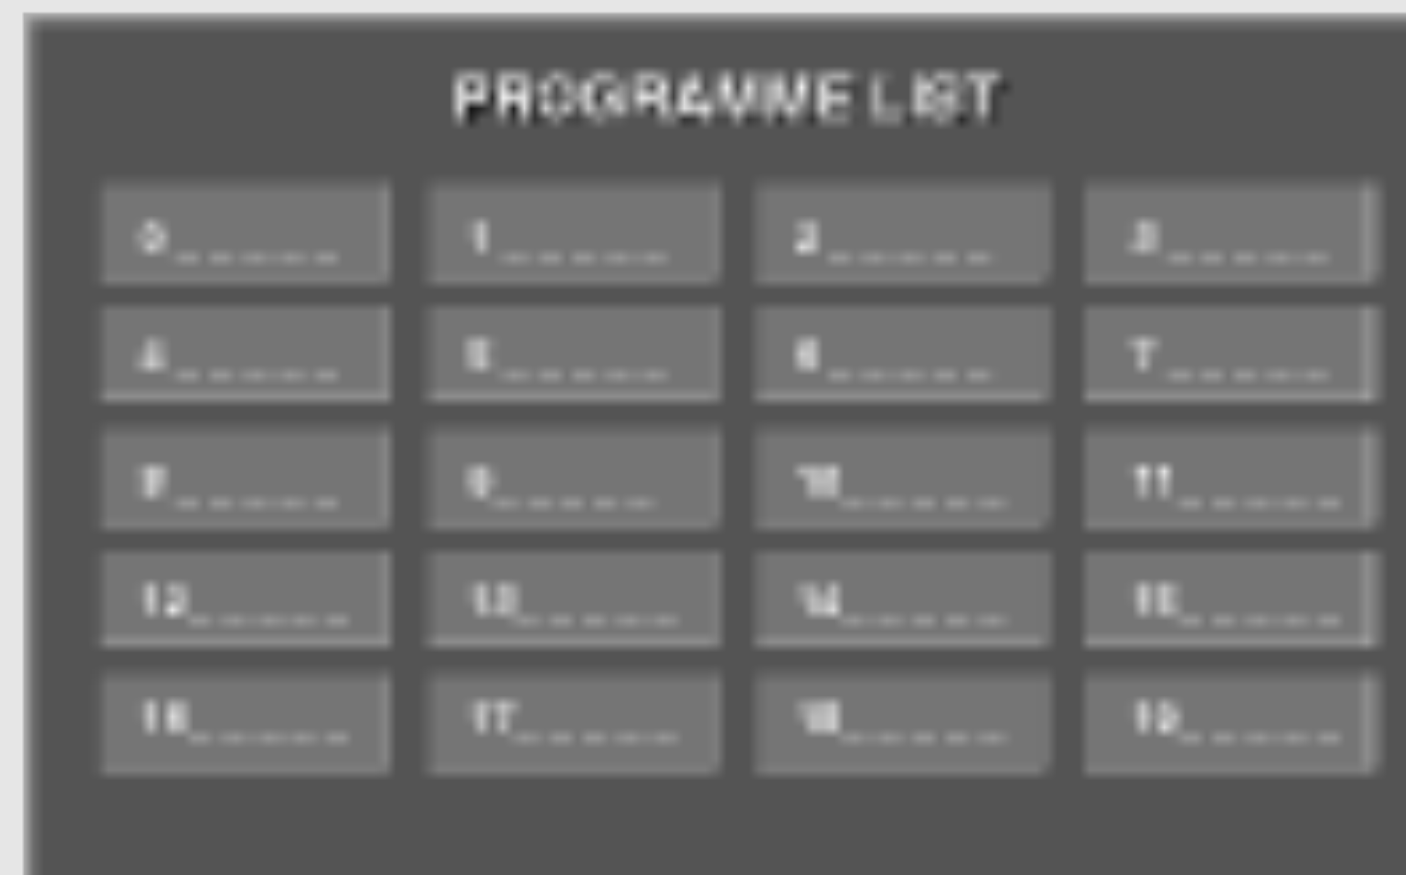 PROGRAMME LIST
0 _ _ _ _ _ 1 _ _ _ _ _ 2 _ _ _ _ _ 3 _ _ _ _ _
4 _ _ _ _ _ 5 _ _ _ _ _ 6 _ _ _ _ _ 7 _ _ _ _ _
8 _ _ _ _ _ 9 _ _ _ _ _ 10 _ _ _ _ _ 11 _ _ _ _ _
12 _ _ _ _ _ 13 _ _ _ _ _ 14 _ _ _ _ _ 15 _ _ _ _ _
16 _ _ _ _ _ 17 _ _ _ _ _ 18 _ _ _ _ _ 19 _ _ _ _ _